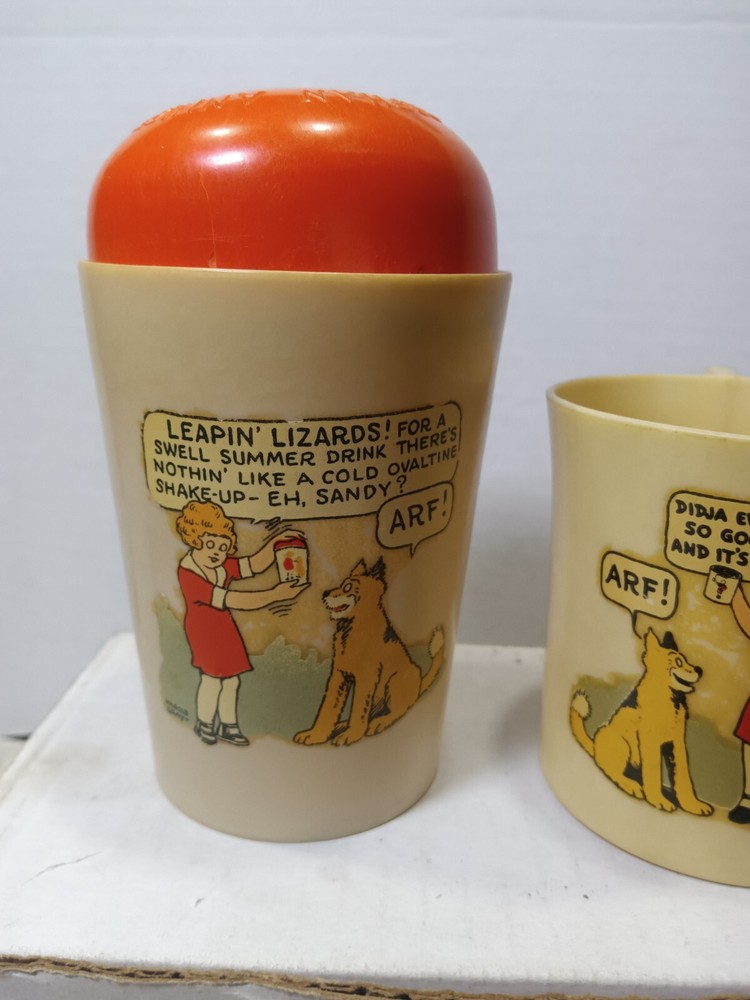 LEAPIN' LIZARDS! FOR A
SWELL SUMMER DRINK THERE'S
NOTHIN' LIKE A COLD OVALTINE
SHAKE-UP - EH, SANDY?
ARF!
DIDJA
SO
AND IT'S
ARF!